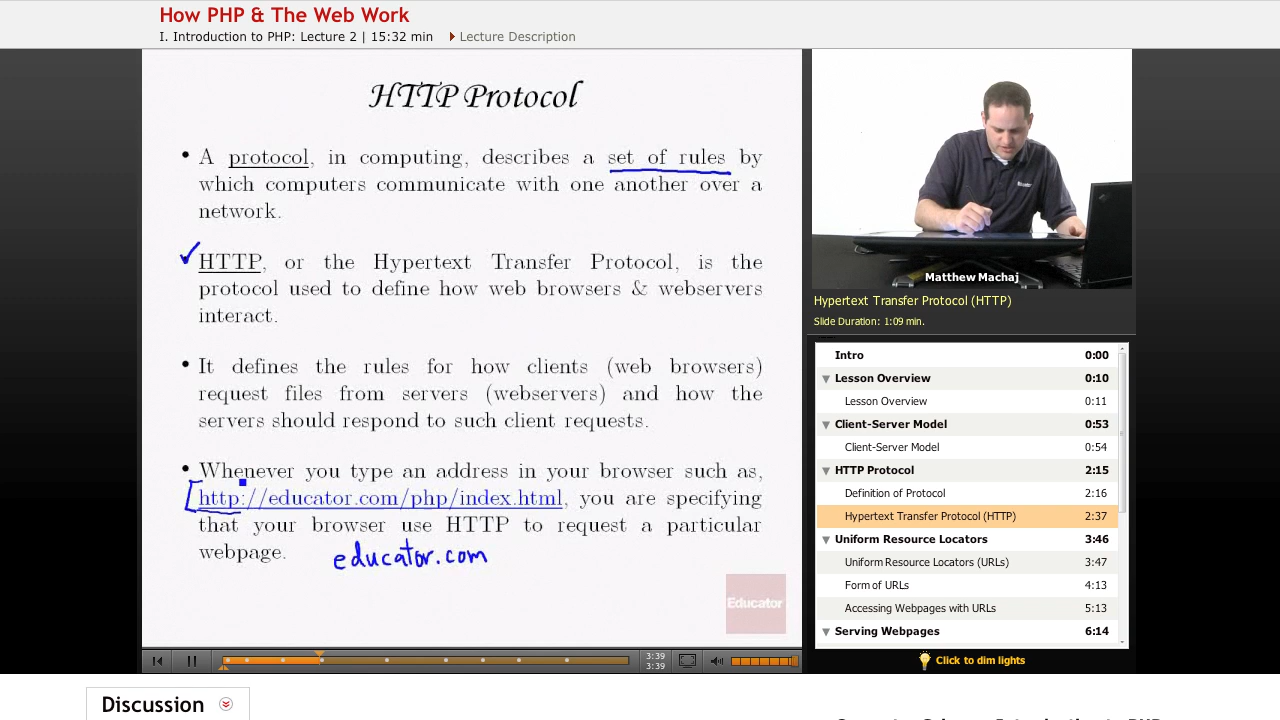 How PHP & The Web Work
I. Introduction to PHP: Lecture 2 | 15:32 min Lecture Description
HTTP Protocol
• A protocol, in computing, describes a set of rules by
which computers communicate with one another over a
network.
HTTP, or the Hypertext Transfer Protocol, is the
protocol used to define how web browsers & webservers
interact.
• It defines the rules for how clients (web browsers)
request files from servers (webservers) and how the
servers should respond to such client requests.
• Whenever you type an address in your browser such as,
http://educator.com/php/index.html, you are specifying
that your browser use HTTP to request a particular
webpage.
educator.com
Educator
3:39
3:39
Matthew Machaj
Hypertext Transfer Protocol (HTTP)
Slide Duration: 1:09 min.
Intro 0:00
Lesson Overview 0:10
Lesson Overview 0:11
Client-Server Model 0:53
Client-Server Model 0:54
HTTP Protocol 2:15
Definition of Protocol 2:16
Hypertext Transfer Protocol (HTTP) 2:37
Uniform Resource Locators 3:46
Uniform Resource Locators (URLs) 3:47
Form of URLs 4:13
Accessing Webpages with URLs 5:13
Serving Webpages 6:14
Click to dim lights
Discussion